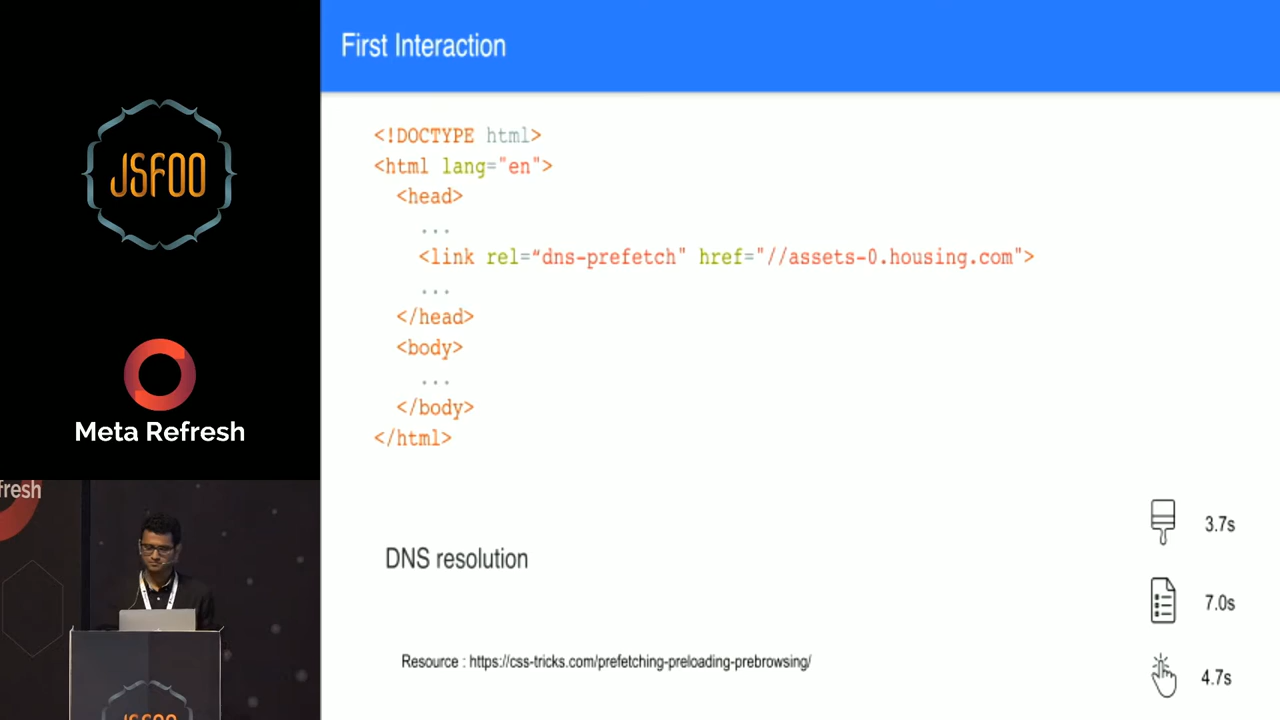 First Interaction
JSFOO
<!DOCTYPE html>
<html lang="en">
<head>
...
<link rel=“dns-prefetch" href="//assets-0.housing.com">
...
</head>
<body>
...
</body>
</html>
Meta Refresh
fresh
DNS resolution
3.7s
7.0s
4.7s
Resource : https://css-tricks.com/prefetching-preloading-prebrowsing/
JSFOO